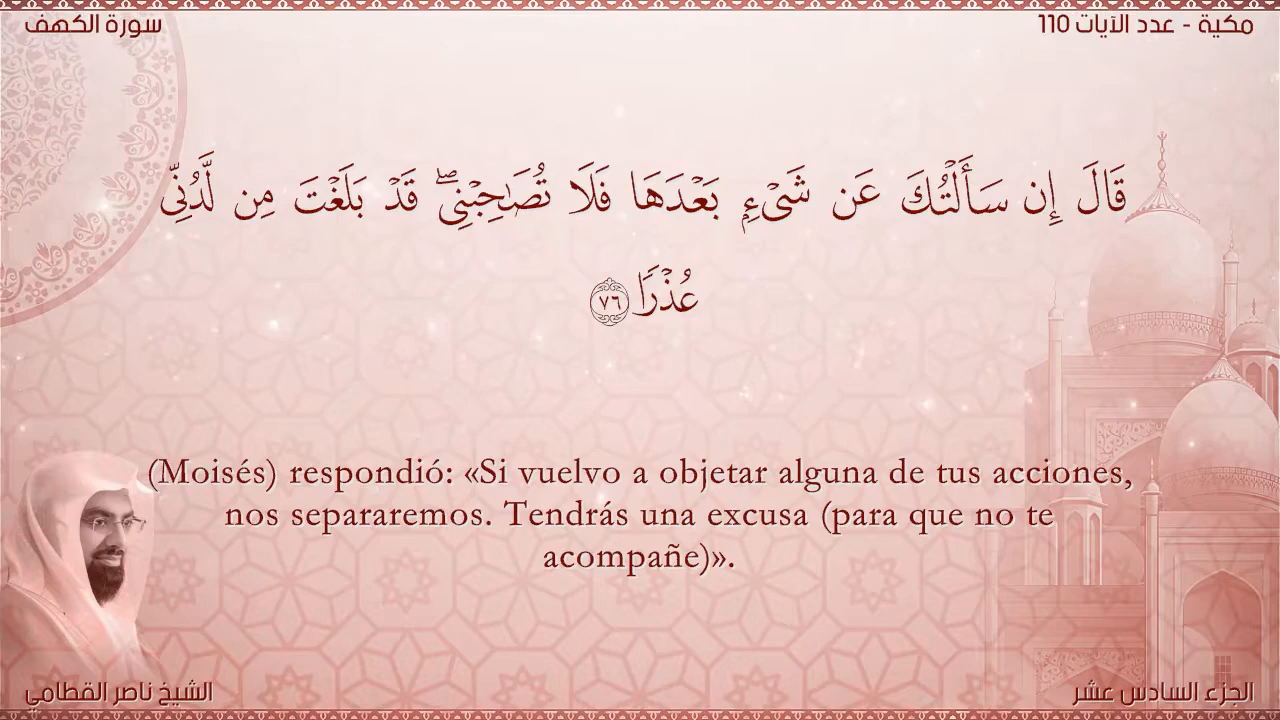 سورة الكهف
مكية - عدد الآيات 110
قَالَ إِن سَأَلْتُكَ عَن شَىْءٍۭ بَعْدَهَا فَلَا تُصَـٰحِبْنِى ۖ قَدْ بَلَغْتَ مِن لَّدُنِّى
عُذْرًا ٧٦
(Moisés) respondió: «Si vuelvo a objetar alguna de tus acciones,
nos separaremos. Tendrás una excusa (para que no te
acompañe)».
الشيخ ناصر القطامي
الجزء السادس عشر